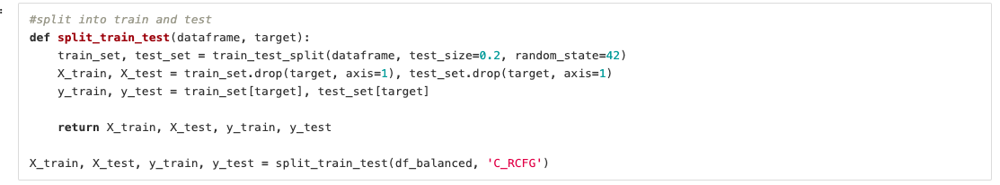 :
#split into train and test
def split_train_test(dataframe, target):
    train_set, test_set = train_test_split(dataframe, test_size=0.2, random_state=42)
    X_train, X_test = train_set.drop(target, axis=1), test_set.drop(target, axis=1)
    y_train, y_test = train_set[target], test_set[target]

    return X_train, X_test, y_train, y_test

X_train, X_test, y_train, y_test = split_train_test(df_balanced, 'C_RCFG')